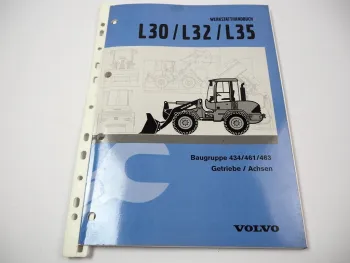 WERKSTATTHANDBUCH
L30/L32/L35
Baugruppe 434/461/463
Getriebe / Achsen
C
VOLVO